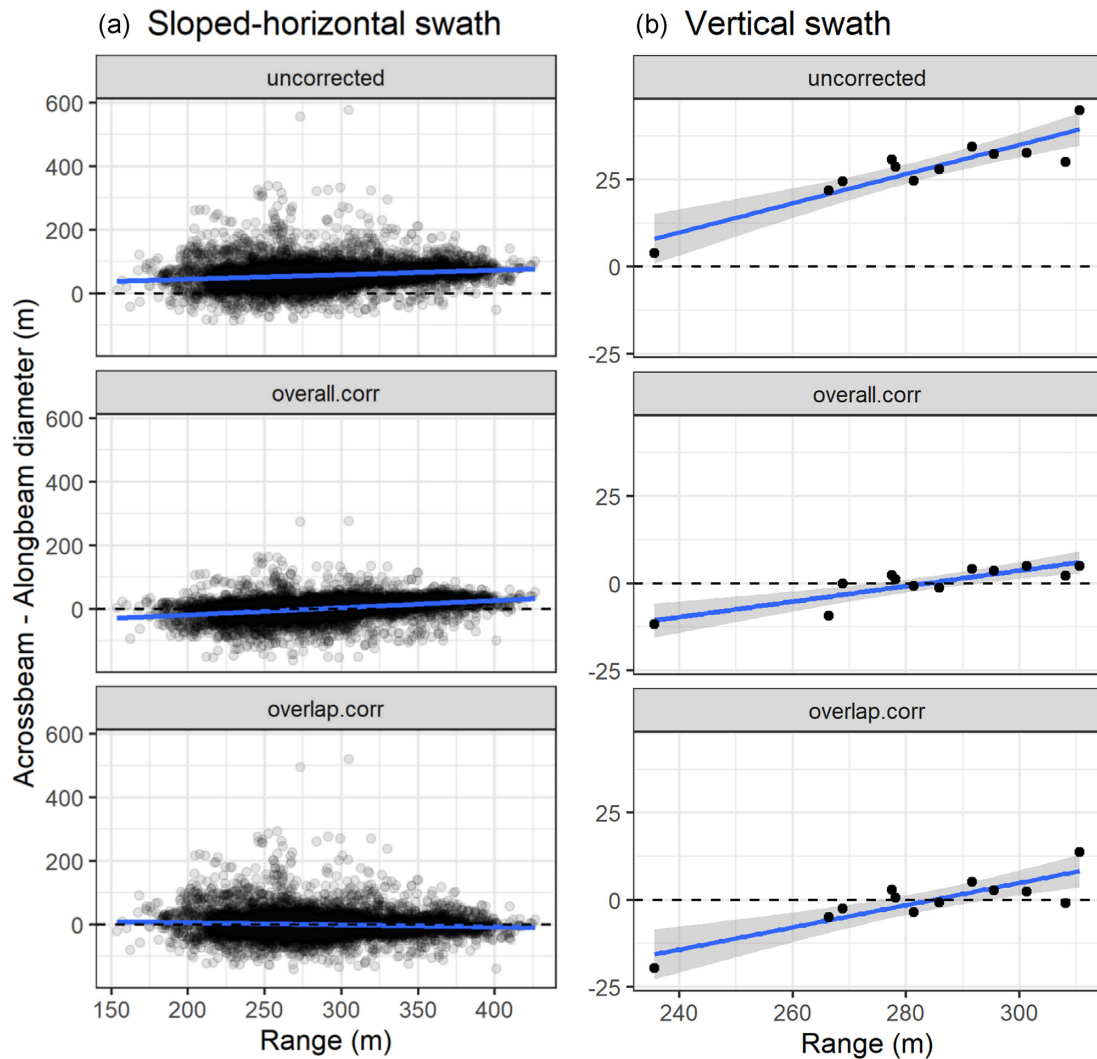 (a) Sloped-horizontal swath
(b) Vertical swath
Acrossbeam - Alongbeam diameter (m)
uncorrected
600
400
200
0
overall.corr
600
400
200
0
overlap.corr
600
400
200
0
150 200 250 300 350 400
Range (m)
uncorrected
25
0
-25
overall.corr
25
0
-25
overlap.corr
25
0
-25
240 260 280 300
Range (m)